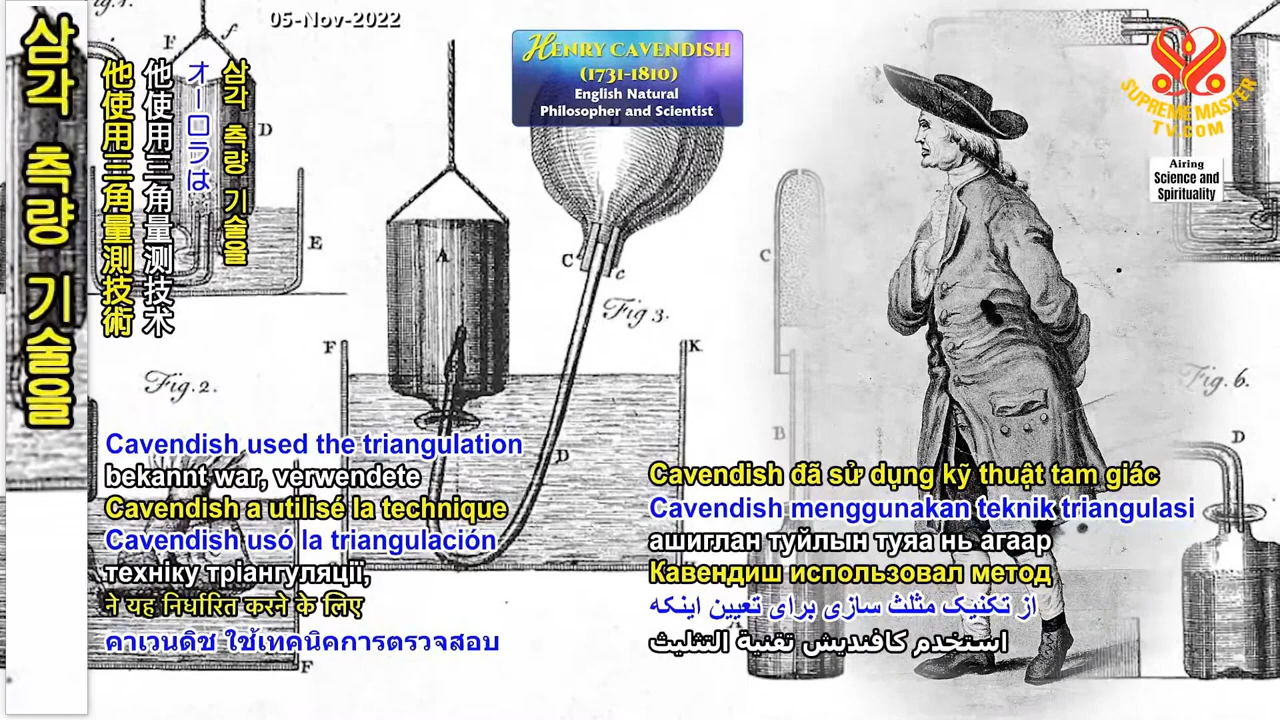 05-Nov-2022
HENRY CAVENDISH
(1731-1810)
English Natural
Philosopher and Scientist
SUPREME MASTER
TV.COM
Airing
Science and
Spirituality
삼각 측량 기술을
삼각 측량 기술을
オーロラは
他使用三角量测技术
他使用三角量測技術
F
f
D
E
A
C
c
Fig 3.
F
K
Fig.2.
D
C
B
Fig. 6.
D
F
Cavendish used the triangulation
bekannt war, verwendete
Cavendish a utilisé la technique
Cavendish usó la triangulación
техніку тріангуляції,
ने यह निर्धारित करने के लिए
คาเวนดิช ใช้เทคนิคการตรวจสอบ
Cavendish đã sử dụng kỹ thuật tam giác
Cavendish menggunakan teknik triangulasi
ашиглан туйлын туяа нь агаар
Кавендиш использовал метод
از تکنیک مثلث سازی برای تعیین اینکه
استخدم كافنديش تقنية التثليث